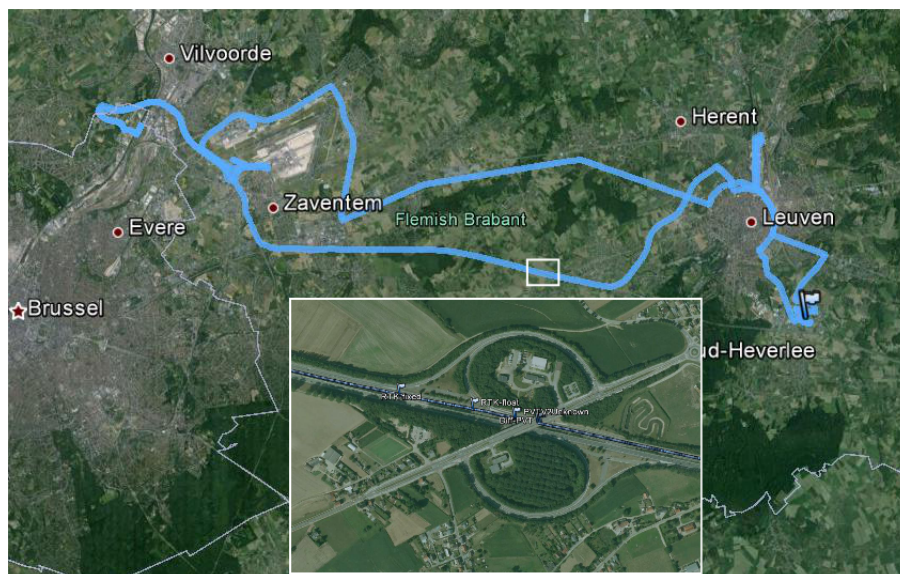 Vilvoorde
Herent
Zaventem
Leuven
Flemish Brabant
Evere
Brussel
ud-Heverlee
RTK-fixed
RTK-float
Diff-PVT